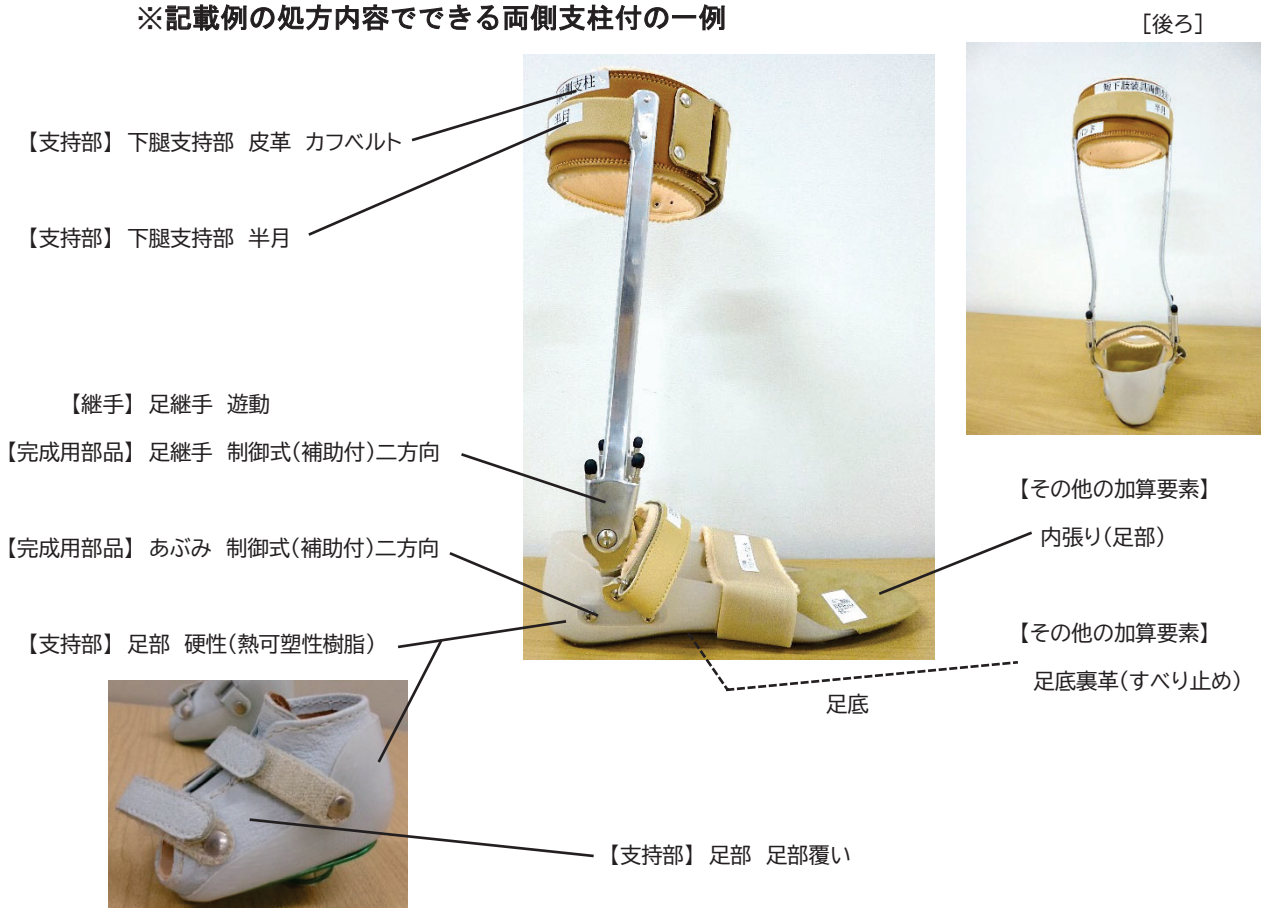 ※記載例の処方内容でできる両側支柱付の一例
[後ろ]
【支持部】 下腿支持部 皮革 カフベルト
【支持部】 下腿支持部 半月
【継手】 足継手 遊動
【完成用部品】 足継手 制御式(補助付)二方向
【完成用部品】 あぶみ 制御式(補助付)二方向
【支持部】 足部 硬性(熱可塑性樹脂)
【その他の加算要素】
内張り(足部)
【その他の加算要素】
足底裏革(すべり止め)
足底
【支持部】 足部 足部覆い
支柱
半月
半月